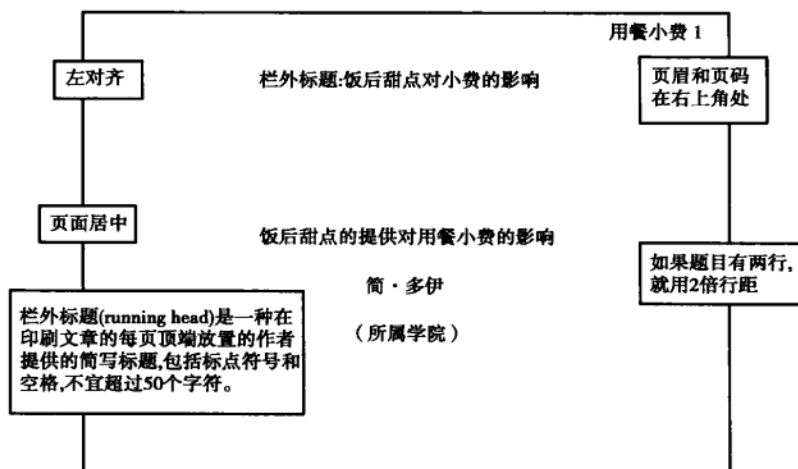 用餐小费 1
左对齐
栏外标题:饭后甜点对小费的影响
页眉和页码
在右上角处
页面居中
饭后甜点的提供对用餐小费的影响
如果题目有两行,
就用2倍行距
简·多伊
(所属学院)
栏外标题(running head)是一种在
印刷文章的每页顶端放置的作者
提供的简写标题,包括标点符号和
空格,不宜超过50个字符。